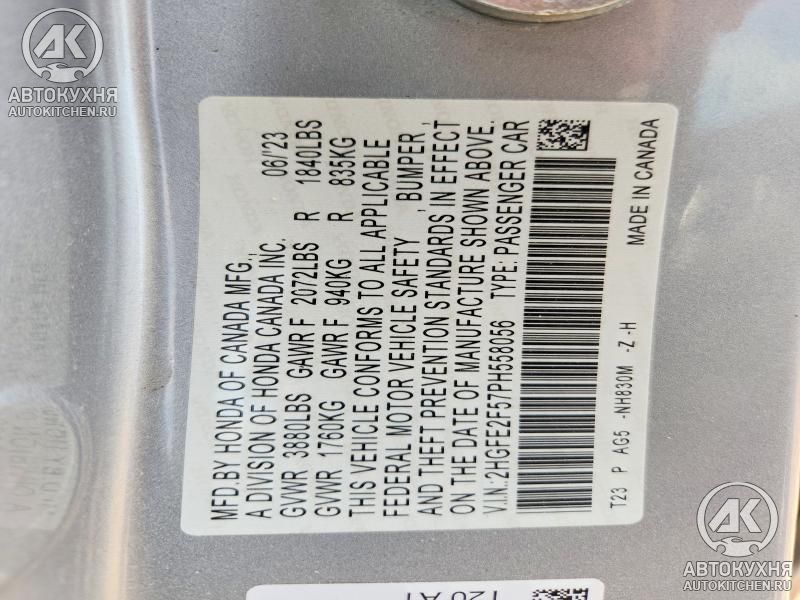 AK
АВТОКУХНЯ
AUTOKITCHEN.RU
MFD.BY HONDA OF CANADA MFG.,
A DIVISION OF HONDA CANADA INC. 06/'23
GVWR 3880LBS GAWR F 2072LBS R 1840LBS
GVWR 1760KG GAWR F 940KG R 835KG
THIS VEHICLE CONFORMS TO ALL APPLICABLE
FEDERAL MOTOR VEHICLE SAFETY , BUMPER ,
AND THEFT PREVENTION STANDARDS, IN EFFECT
ON THE DATE OF MANUFACTURE SHOWN ABOVE.
V.I.N.:2HGFE2F57PH558056 TYPE: PASSENGER CAR
T23 P AG5 -NH830M -Z -H MADE IN CANADA
AK
АВТОКУХНЯ
AUTOKITCHEN.RU